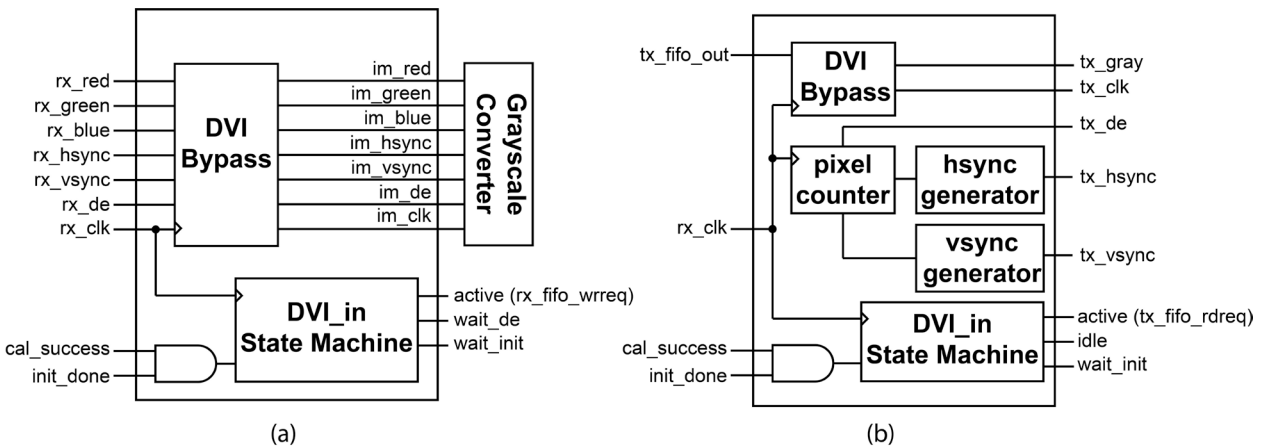 rx_red
rx_green
rx_blue
rx_hsync
rx_vsync
rx_de
rx_clk
DVI
Bypass
im_red
im_green
im_blue
im_hsync
im_vsync
im_de
im_clk
Grayscale
Converter
cal_success
init_done
DVI_in
State Machine
active (rx_fifo_wrreq)
wait_de
wait_init
(a)
tx_fifo_out
DVI
Bypass
tx_gray
tx_clk
tx_de
pixel
counter
hsync
generator
tx_hsync
rx_clk
vsync
generator
tx_vsync
cal_success
init_done
DVI_in
State Machine
active (tx_fifo_rdreq)
idle
wait_init
(b)